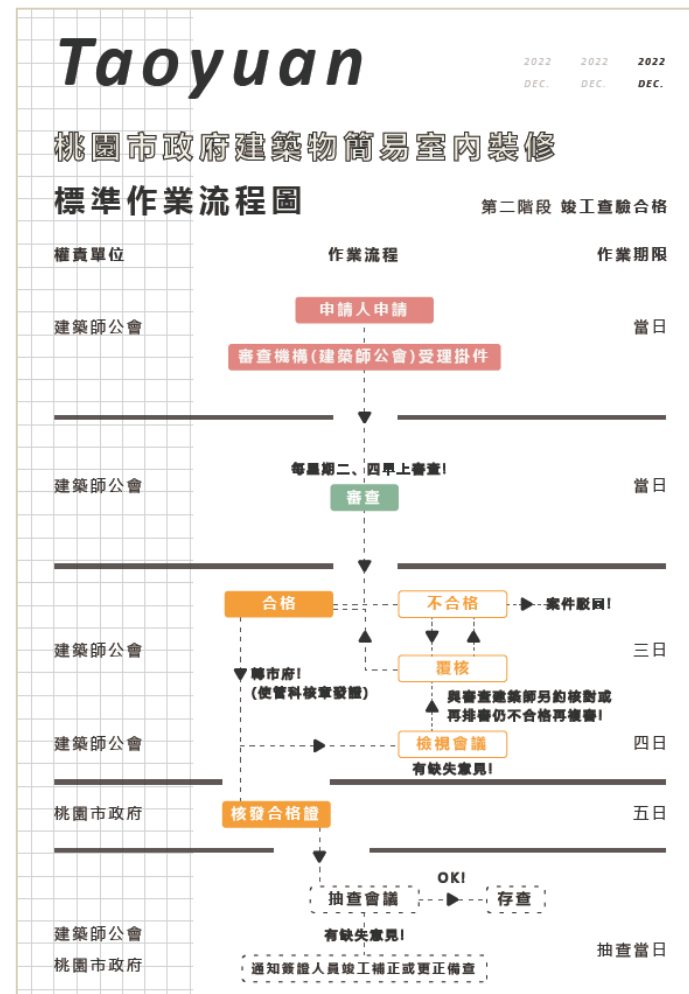 Taoyuan
2022 2022 2022
DEC. DEC. DEC.
桃園市政府建築物簡易室內裝修
標準作業流程圖
第二階段 竣工查驗合格
權責單位 作業流程 作業期限
申請人申請
建築師公會 當日
審查機構(建築師公會)受理掛件
每星期二、四早上審查!
建築師公會 當日
審查
合格 不合格 案件駁回!
建築師公會 三日
覆核
轉市府!
(使管科核章發證)
與審查建築師另約核對或
再排審仍不合格再複審!
建築師公會 檢視會議 四日
有缺失意見!
桃園市政府 核發合格證 五日
OK!
抽查會議 存查
建築師公會 有缺失意見!
抽查當日
桃園市政府 通知簽證人員竣工補正或更正備查